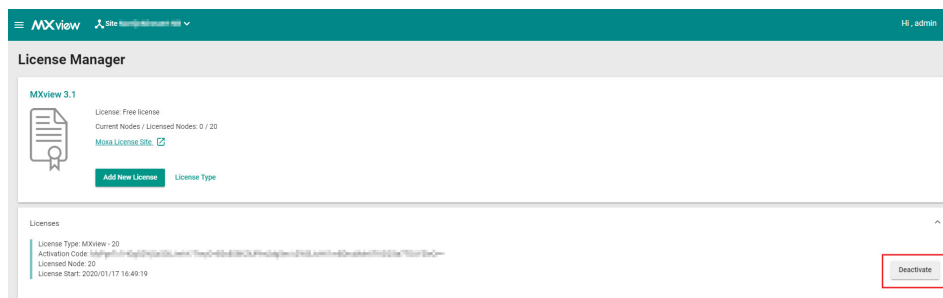 MXview Site
Hi , admin
License Manager
MXview 3.1
License: Free license
Current Nodes / Licensed Nodes: 0 / 20
Moxa License Site
Add New License License Type
Licenses
License Type: MXview - 20
Activation Code:
Licensed Node: 20
License Start: 2020/01/17 16:49:19
Deactivate